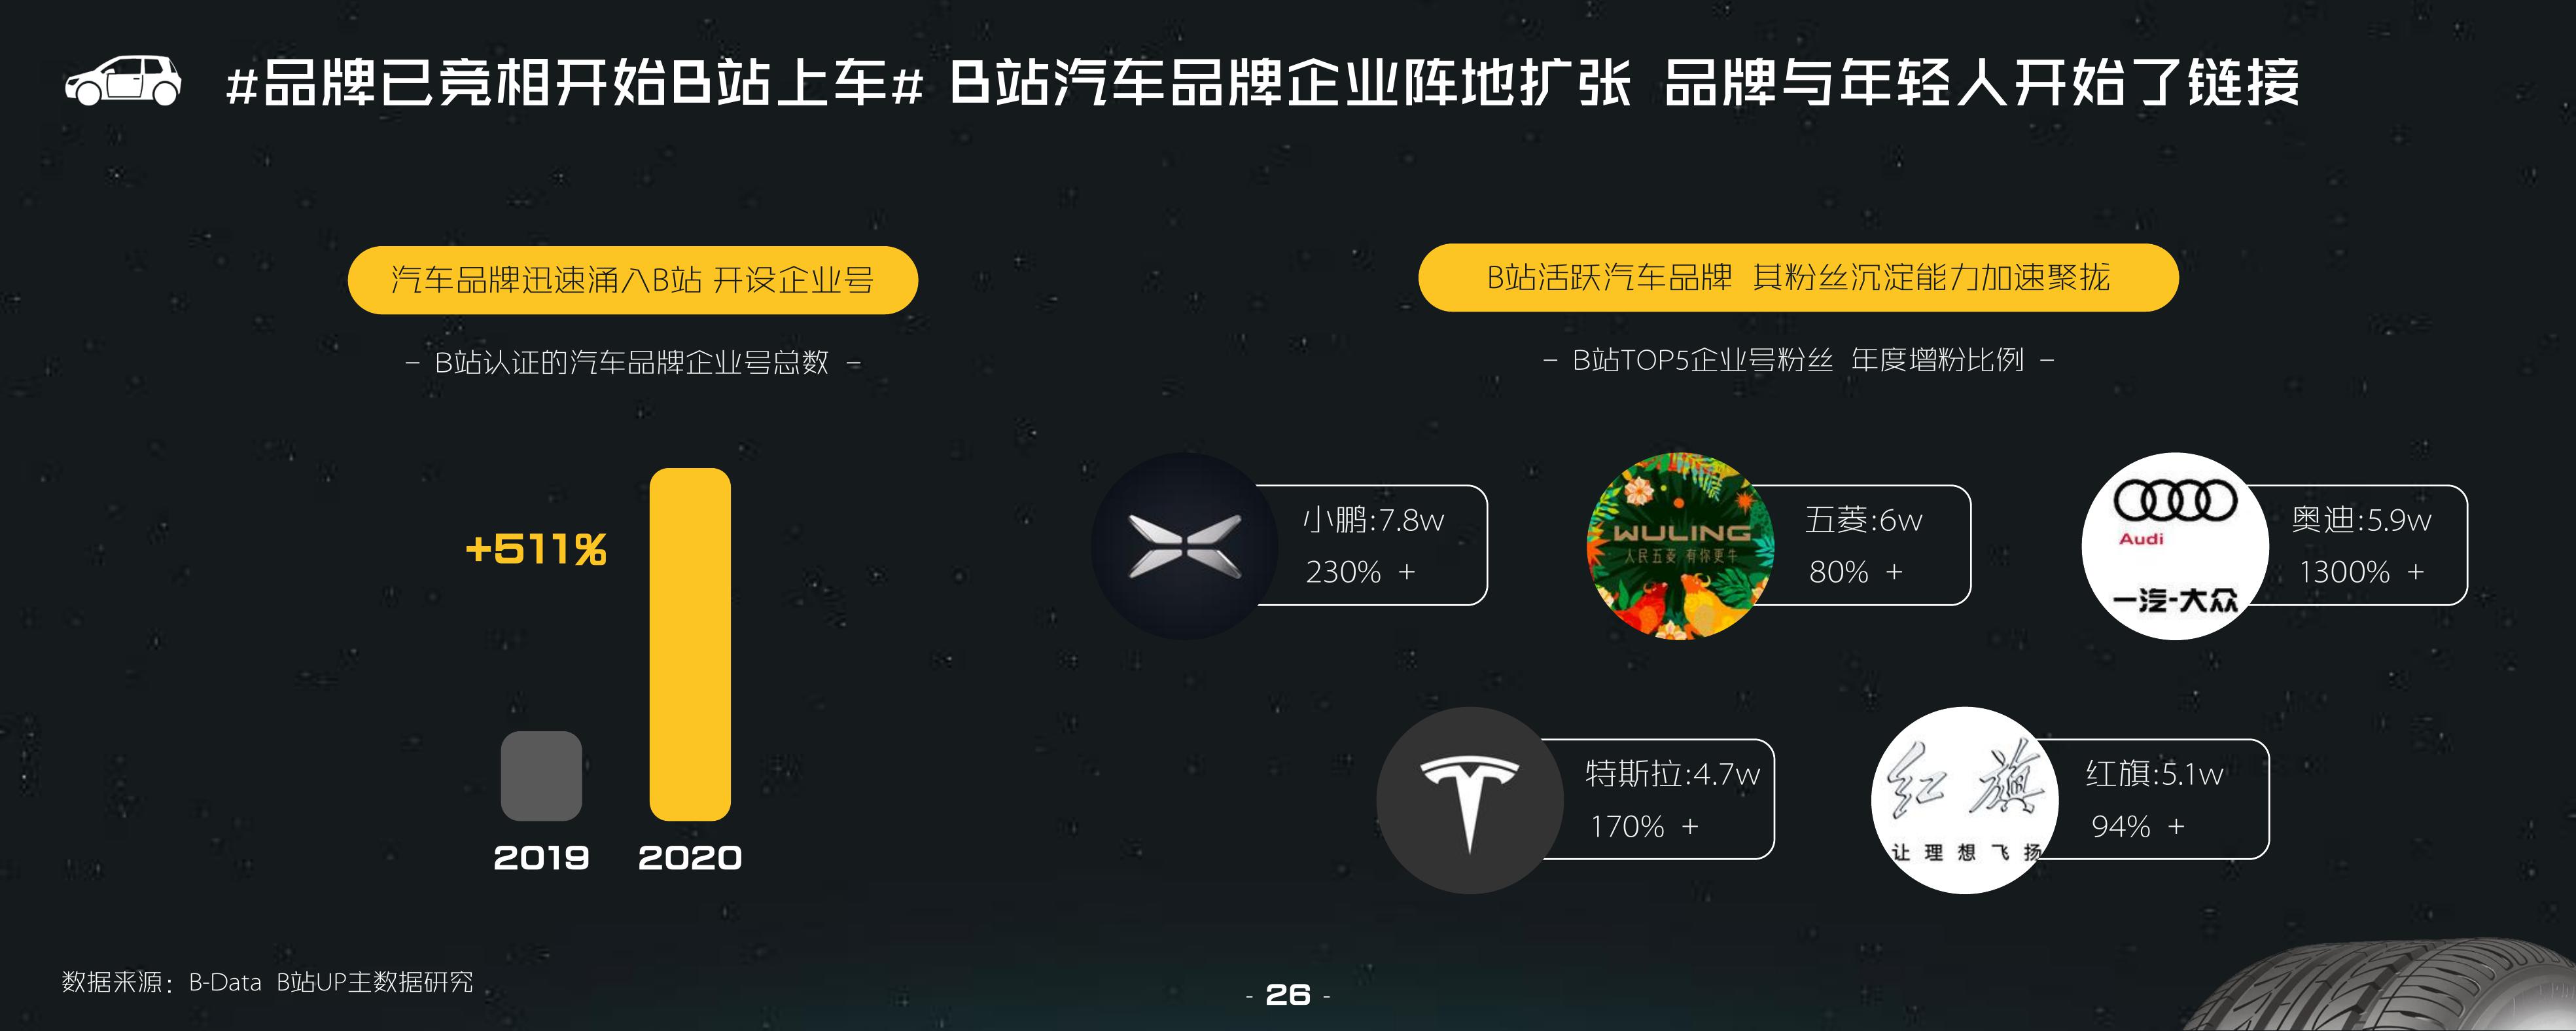 #品牌已竞相开始B站上车# B站汽车品牌企业阵地扩张 品牌与年轻人开始了链接
汽车品牌迅速涌入B站 开设企业号
- B站认证的汽车品牌企业号总数 -
+511%
2019 2020
B站活跃汽车品牌 其粉丝沉淀能力加速聚拢
- B站TOP5企业号粉丝 年度增粉比例 -
小鹏:7.8w
230% +
WULING
人民五菱 有你更牛
五菱:6w
80% +
Audi
一汽-大众
奥迪:5.9w
1300% +
特斯拉:4.7w
170% +
红旗
让理想飞扬
红旗:5.1w
94% +
数据来源：B-Data B站UP主数据研究
- 26 -